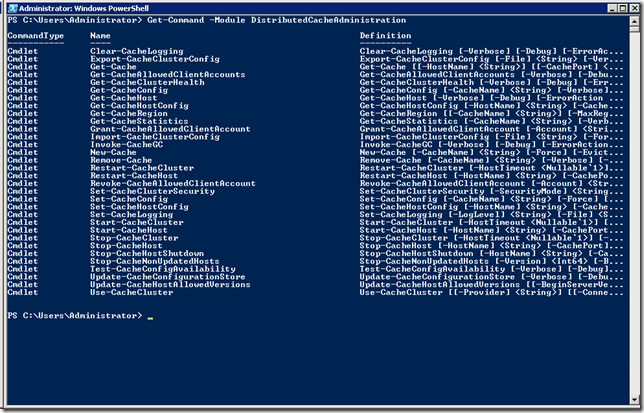 Administrator: Windows PowerShell
PS C:\Users\Administrator> Get-Command -Module DistributedCacheAdministration
CommandType Name Definition
----------- ---- ----------
Cmdlet Clear-CacheLogging Clear-CacheLogging [-Verbose] [-Debug] [-ErrorAc...
Cmdlet Export-CacheClusterConfig Export-CacheClusterConfig [-File] <String> [-Ver...
Cmdlet Get-Cache Get-Cache [[-HostName] <String>] [[-CachePort] <...
Cmdlet Get-CacheAllowedClientAccounts Get-CacheAllowedClientAccounts [-Verbose] [-Debu...
Cmdlet Get-CacheClusterHealth Get-CacheClusterHealth [-Verbose] [-Debug] [-Err...
Cmdlet Get-CacheConfig Get-CacheConfig [-CacheName] <String> [-Verbose]...
Cmdlet Get-CacheHost Get-CacheHost [-Verbose] [-Debug] [-ErrorAction ...
Cmdlet Get-CacheHostConfig Get-CacheHostConfig [-HostName] <String> [-Cache...
Cmdlet Get-CacheRegion Get-CacheRegion [[-CacheName] <String>] [-MaxReg...
Cmdlet Get-CacheStatistics Get-CacheStatistics [-CacheName] <String> [-Verb...
Cmdlet Grant-CacheAllowedClientAccount Grant-CacheAllowedClientAccount [-Account] <Stri...
Cmdlet Import-CacheClusterConfig Import-CacheClusterConfig [-File] <String> [-For...
Cmdlet Invoke-CacheGC Invoke-CacheGC [-Verbose] [-Debug] [-ErrorAction...
Cmdlet New-Cache New-Cache [-CacheName] <String> [-Force] [-Evict...
Cmdlet Remove-Cache Remove-Cache [-CacheName] <String> [-Verbose] [-...
Cmdlet Restart-CacheCluster Restart-CacheCluster [-HostTimeout <Nullable`1>]...
Cmdlet Restart-CacheHost Restart-CacheHost [-HostName] <String> [-CachePo...
Cmdlet Revoke-CacheAllowedClientAccount Revoke-CacheAllowedClientAccount [-Account] <Str...
Cmdlet Set-CacheClusterSecurity Set-CacheClusterSecurity [-SecurityMode] <String...
Cmdlet Set-CacheConfig Set-CacheConfig [-CacheName] <String> [-Force] [...
Cmdlet Set-CacheHostConfig Set-CacheHostConfig [-HostName] <String> [-Cache...
Cmdlet Set-CacheLogging Set-CacheLogging [-LogLevel] <String> [-File] <S...
Cmdlet Start-CacheCluster Start-CacheCluster [-HostTimeout <Nullable`1>] [...
Cmdlet Start-CacheHost Start-CacheHost [-HostName] <String> [-CachePort...
Cmdlet Stop-CacheCluster Stop-CacheCluster [-HostTimeout <Nullable`1>] [-...
Cmdlet Stop-CacheHost Stop-CacheHost [-HostName] <String> [-CachePort]...
Cmdlet Stop-CacheHostShutdown Stop-CacheHostShutdown [-HostName] <String> [-Ca...
Cmdlet Stop-CacheNonUpdatedHosts Stop-CacheNonUpdatedHosts [-Version] <Int64> [-B...
Cmdlet Test-CacheConfigAvailability Test-CacheConfigAvailability [-Verbose] [-Debug]...
Cmdlet Update-CacheConfigurationStore Update-CacheConfigurationStore [-Verbose] [-Debu...
Cmdlet Update-CacheHostAllowedVersions Update-CacheHostAllowedVersions [[-BeginServerVe...
Cmdlet Use-CacheCluster Use-CacheCluster [[-Provider] <String>] [[-Conne...
PS C:\Users\Administrator> _